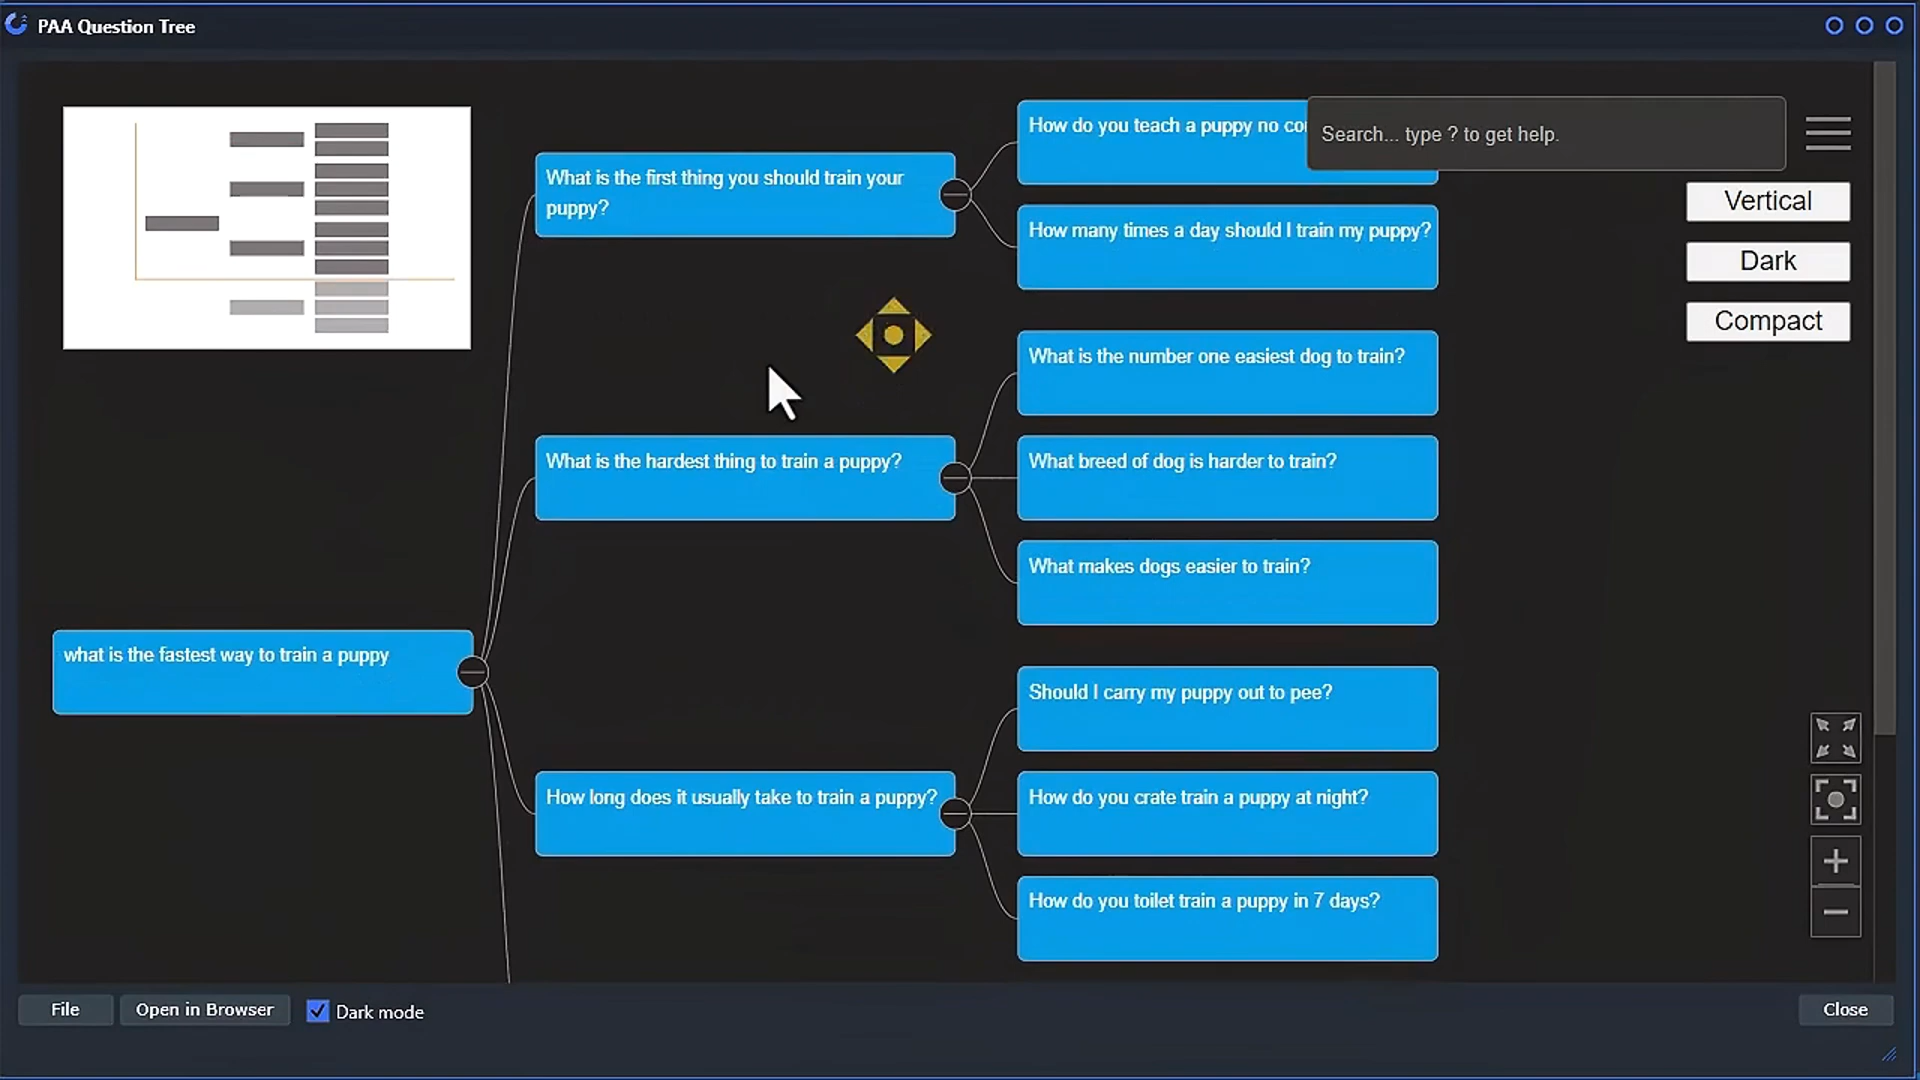 PAA Question Tree
How do you teach a puppy no
Search... type ? to get help.
What is the first thing you should train your
puppy?
How many times a day should I train my puppy?
Vertical
Dark
Compact
What is the number one easiest dog to train?
What is the hardest thing to train a puppy?
What breed of dog is harder to train?
What makes dogs easier to train?
what is the fastest way to train a puppy
Should I carry my puppy out to pee?
How long does it usually take to train a puppy?
How do you crate train a puppy at night?
How do you toilet train a puppy in 7 days?
File
Open in Browser
Dark mode
Close